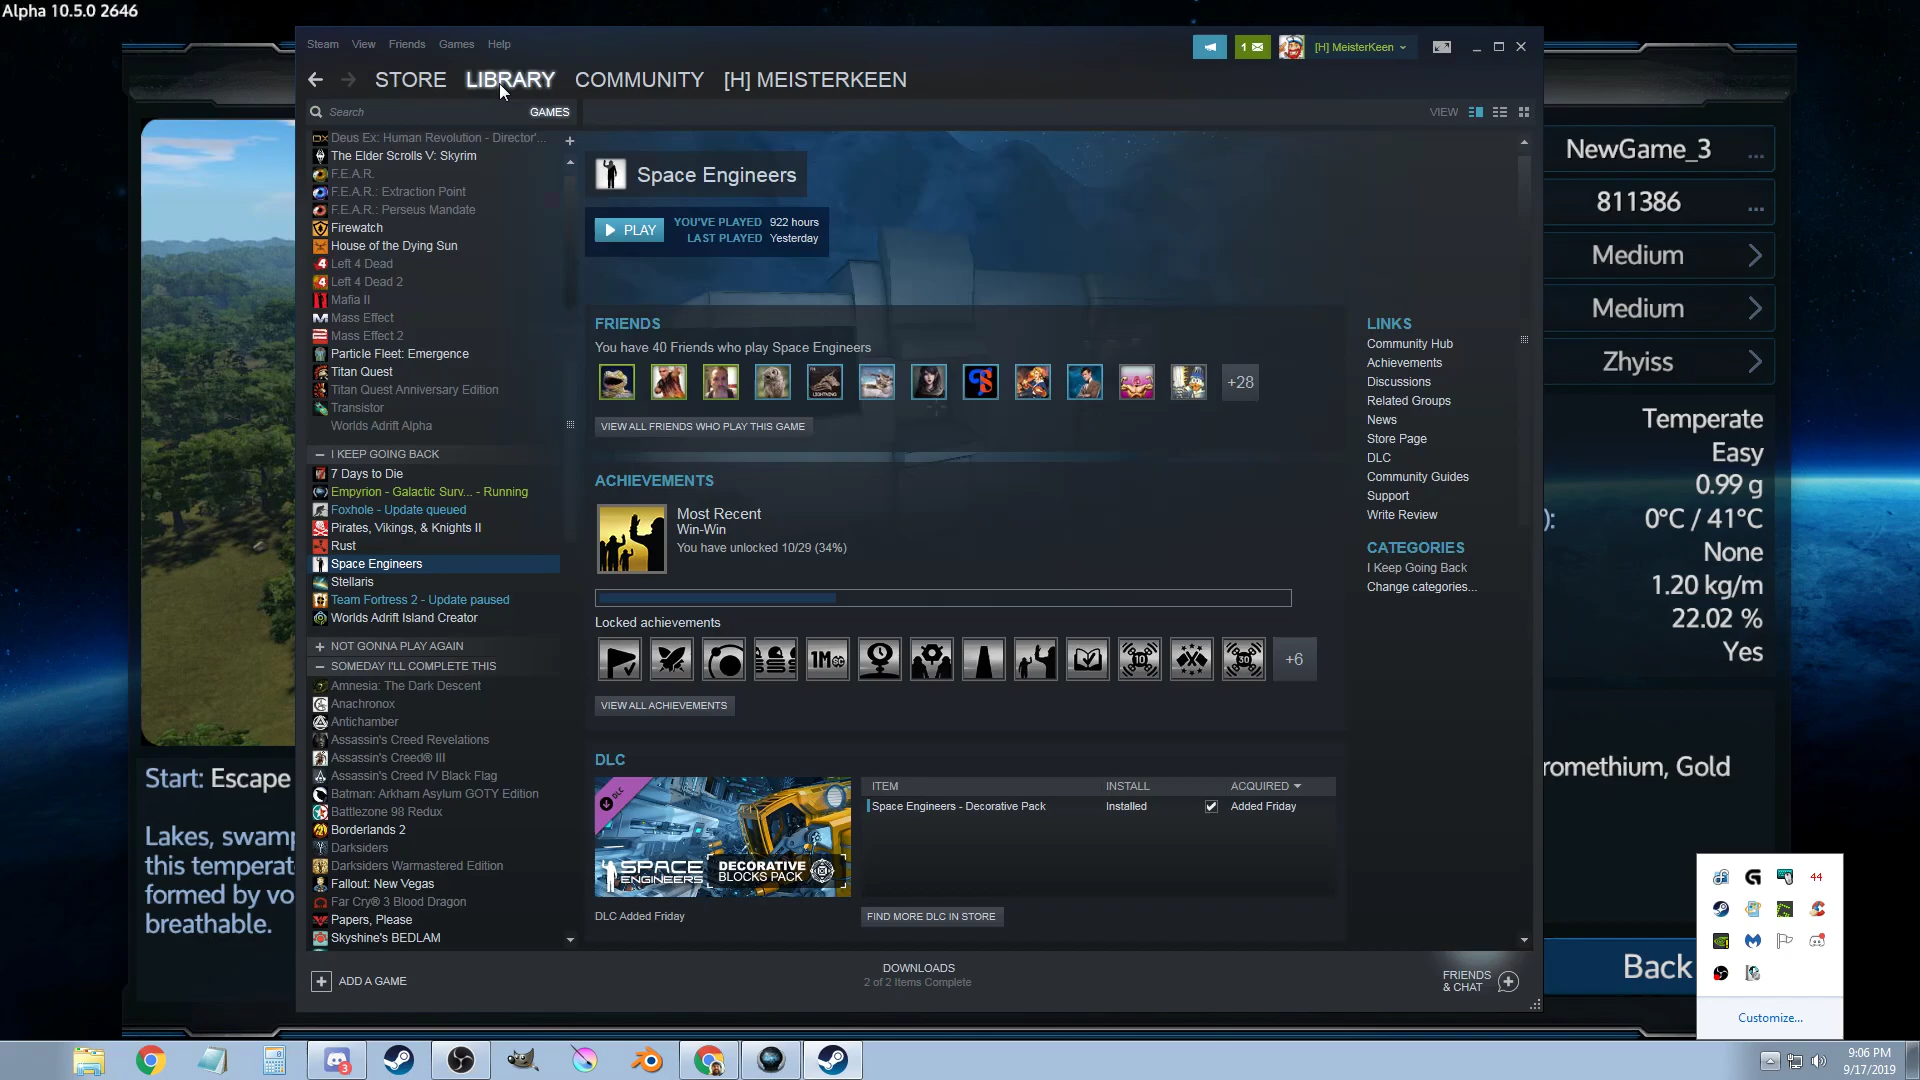 Alpha 10.5.0 2646
Steam View Friends Games Help
1
[H] MeisterKeen
STORE LIBRARY COMMUNITY [H] MEISTERKEEN
Search GAMES
VIEW
Deus Ex: Human Revolution - Director'...
The Elder Scrolls V: Skyrim
F.E.A.R.
F.E.A.R.: Extraction Point
F.E.A.R.: Perseus Mandate
Firewatch
House of the Dying Sun
Left 4 Dead
Left 4 Dead 2
Mafia II
Mass Effect
Mass Effect 2
Particle Fleet: Emergence
Titan Quest
Titan Quest Anniversary Edition
Transistor
Worlds Adrift Alpha
I KEEP GOING BACK
7 Days to Die
Empyrion - Galactic Surv... - Running
Foxhole - Update queued
Pirates, Vikings, & Knights II
Rust
Space Engineers
Stellaris
Team Fortress 2 - Update paused
Worlds Adrift Island Creator
NOT GONNA PLAY AGAIN
SOMEDAY I'LL COMPLETE THIS
Amnesia: The Dark Descent
Anachronox
Antichamber
Assassin's Creed Revelations
Assassin's Creed® III
Assassin's Creed IV Black Flag
Batman: Arkham Asylum GOTY Edition
Battlezone 98 Redux
Borderlands 2
Darksiders
Darksiders Warmastered Edition
Fallout: New Vegas
Far Cry® 3 Blood Dragon
Papers, Please
Skyshine's BEDLAM
ADD A GAME
Space Engineers
PLAY
YOU'VE PLAYED 922 hours
LAST PLAYED Yesterday
FRIENDS
You have 40 Friends who play Space Engineers
+28
VIEW ALL FRIENDS WHO PLAY THIS GAME
ACHIEVEMENTS
Most Recent
Win-Win
You have unlocked 10/29 (34%)
Locked achievements
1M SC
10
30
+6
VIEW ALL ACHIEVEMENTS
DLC
DLC
SPACE ENGINEERS
DECORATIVE
BLOCKS PACK
DLC Added Friday
ITEM INSTALL ACQUIRED
Space Engineers - Decorative Pack Installed Added Friday
FIND MORE DLC IN STORE
LINKS
Community Hub
Achievements
Discussions
Related Groups
News
Store Page
DLC
Community Guides
Support
Write Review
CATEGORIES
I Keep Going Back
Change categories...
DOWNLOADS
2 of 2 Items Complete
FRIENDS
& CHAT
NewGame_3 ...
811386 ...
Medium
Medium
Zhyiss
Temperate
Easy
0.99 g
): 0°C / 41°C
None
1.20 kg/m
22.02 %
Yes
romethium, Gold
Back
Start: Escape
Lakes, swamp
this temperat
formed by vo
breathable.
44
Customize...
3
9:06 PM
9/17/2019